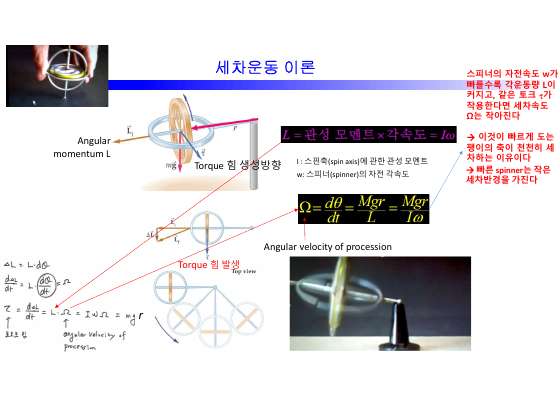 세차운동 이론
스피너의 자전속도 w가
빠를수록 각운동량 L이
커지고, 같은 토크 τ가
작용한다면 세차속도
Ω는 작아진다
→ 이것이 빠르게 도는
팽이의 축이 천천히 세
차하는 이유이다
→ 빠른 spinner는 작은
세차반경을 가진다
Angular
momentum L
r
mg
Torque 힘 생성방향
L = 관성 모멘트×각속도 = Iω
I : 스핀축(spin axis)에 관한 관성 모멘트
w: 스피너(spinner)의 자전 각속도
Ω = dθ/dt = Mgr/L = Mgr/Iω
Angular velocity of procession
Torque 힘 발생
Top view
ΔL = L·dθ
dL/dt = L dθ/dt = Ω
τ = dL/dt = L·Ω = IωΩ = mgr
angular velocity of
procession